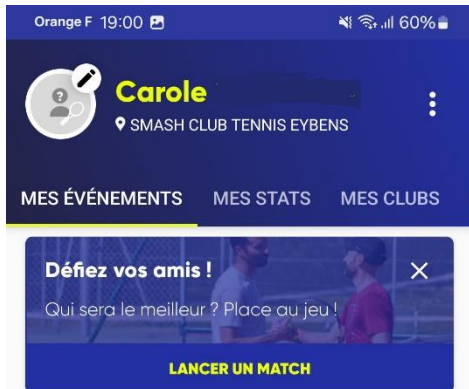 Orange F 19:00 60%
Carole
SMASH CLUB TENNIS EYBENS
MES ÉVÉNEMENTS MES STATS MES CLUBS
Défiez vos amis !
Qui sera le meilleur ? Place au jeu !
LANCER UN MATCH